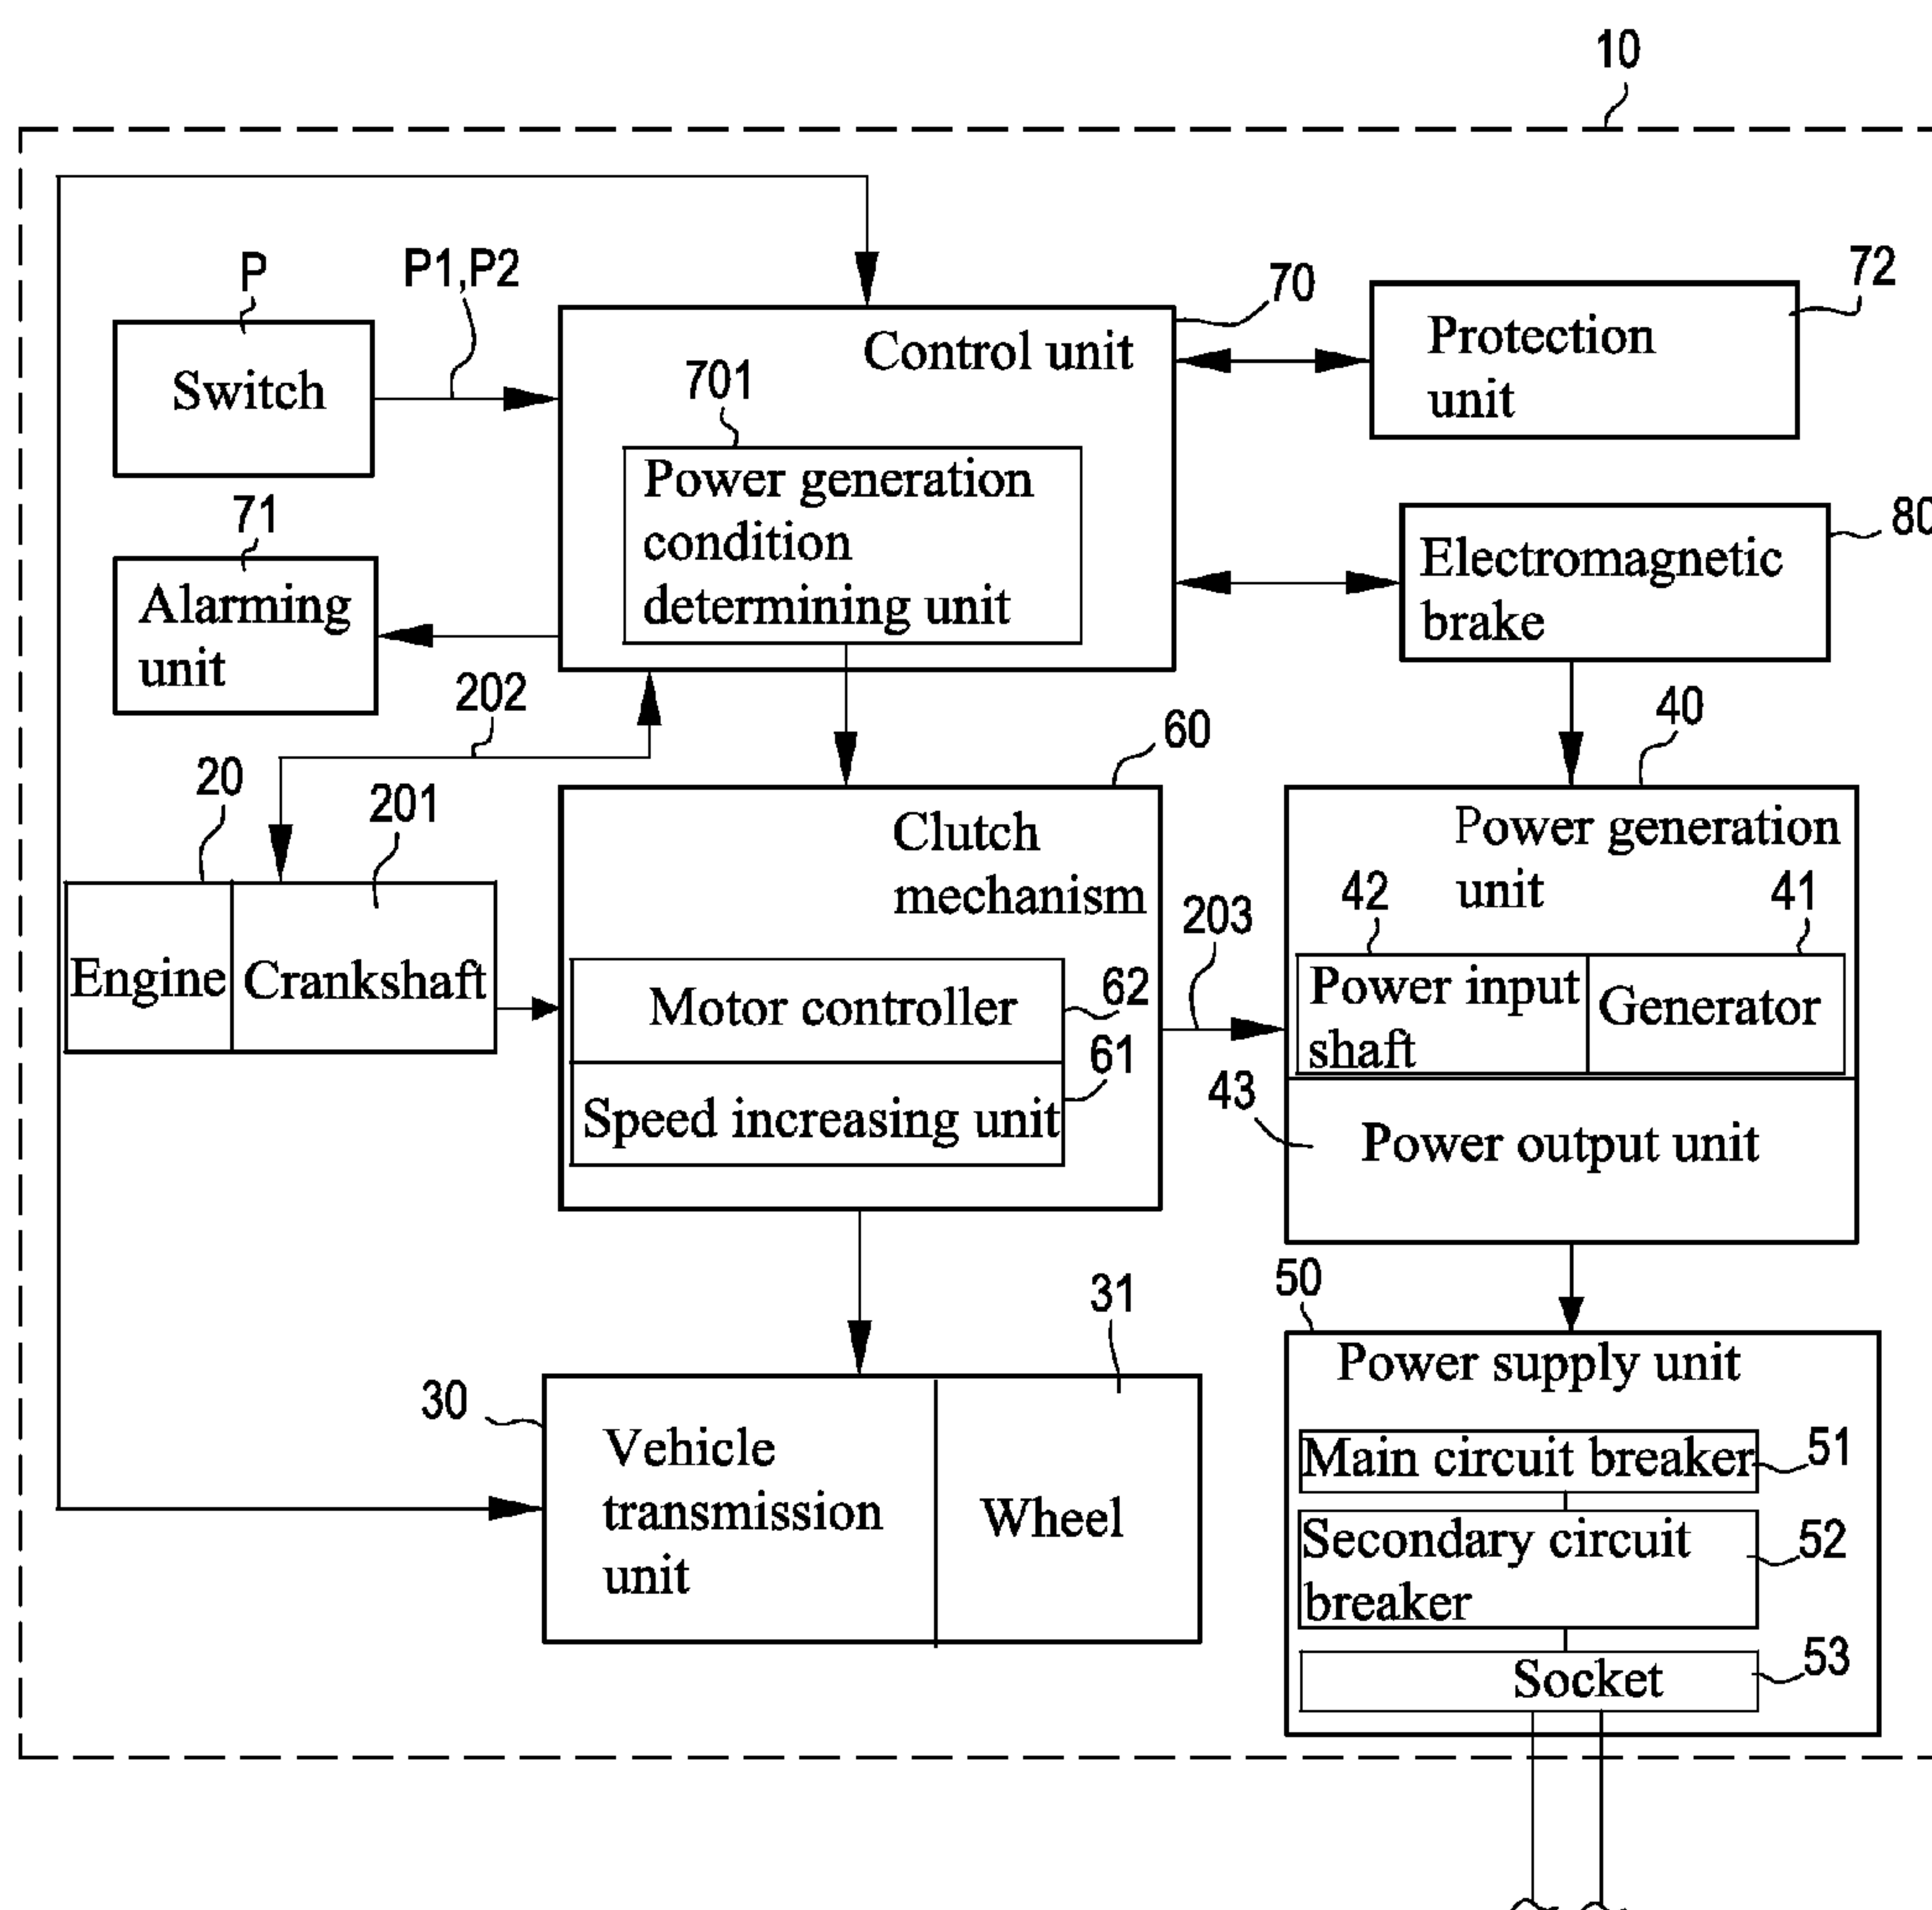 10
P
P1,P2
Switch
70
Control unit
72
Protection
unit
701
Power generation
condition
determining unit
71
Alarming
unit
80
Electromagnetic
brake
202
20
201
Engine
Crankshaft
60
Clutch
mechanism
Motor controller
62
Speed increasing unit
61
203
40
Power generation
unit
42
41
Power input
shaft
Generator
43
Power output unit
30
31
Vehicle
transmission
unit
Wheel
50
Power supply unit
Main circuit breaker
51
Secondary circuit
breaker
52
Socket
53